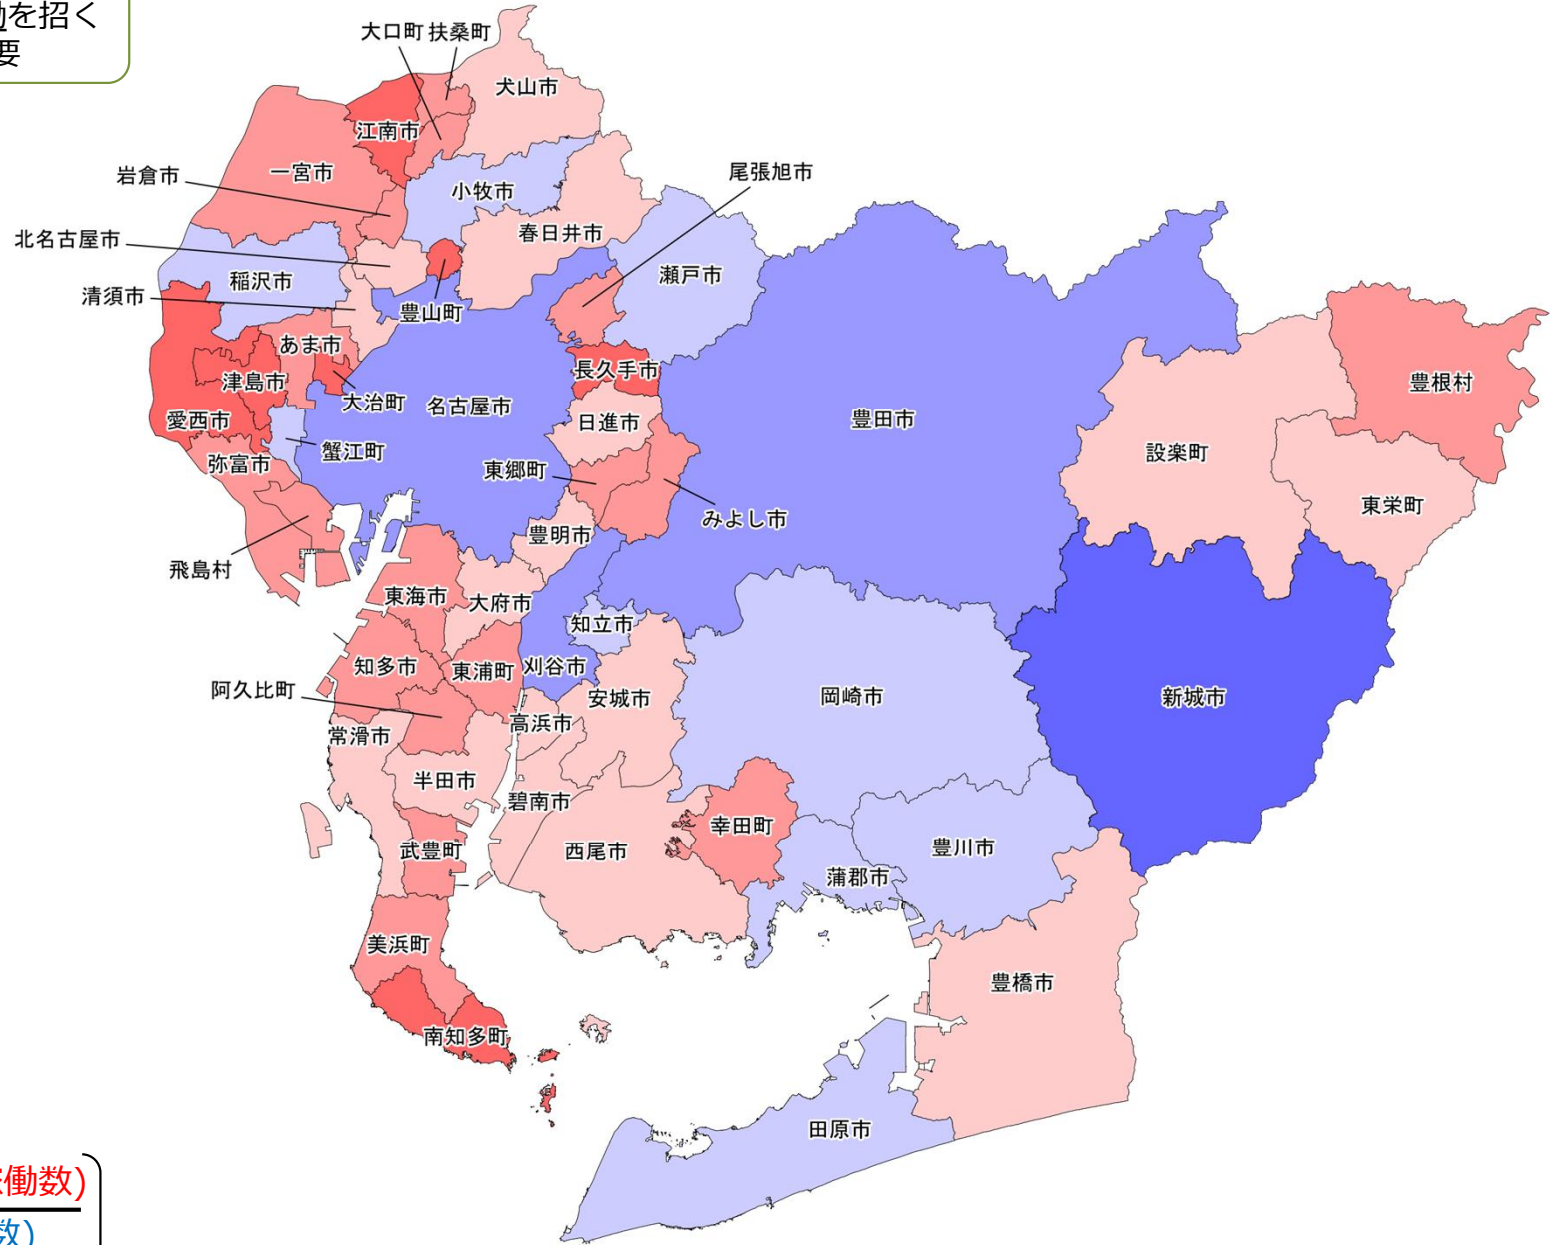 を招く
要
大口町
扶桑町
犬山市
江南市
一宮市
岩倉市
小牧市
尾張旭市
北名古屋市
春日井市
瀬戸市
稲沢市
清須市
豊山町
あま市
長久手市
津島市
大治町
名古屋市
愛西市
日進市
豊田市
豊根村
蟹江町
弥富市
東郷町
設楽町
東栄町
みよし市
豊明市
飛島村
東海市
大府市
知立市
知多市
東浦町
刈谷市
阿久比町
安城市
岡崎市
新城市
高浜市
常滑市
半田市
碧南市
武豊町
西尾市
幸田町
豊川市
蒲郡市
美浜町
豊橋市
南知多町
田原市
働数)
数)